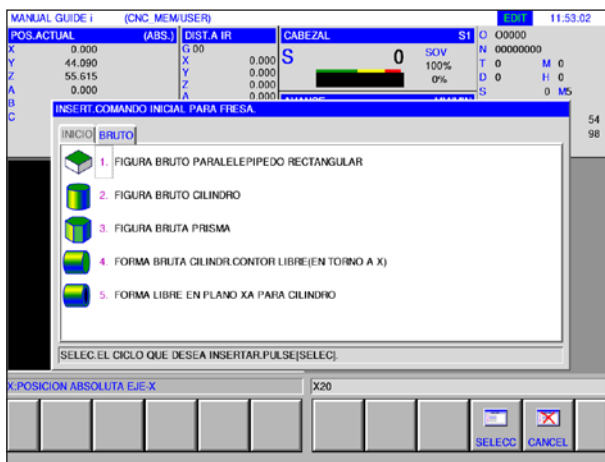 MANUAL GUIDE i (CNC_MEM/USER) EDIT 11.53.02
POS.ACTUAL (ABS.) DIST.A IR CABEZAL S1 O O0000
X 0.000 G 00 S 0 SOV N 00000000
Y 44.090 X 0.000 100% T 0 M 0
Z 55.615 Y 0.000 0% D 0 H 0
A 0.000 Z 0.000 S 0 M5
B A 0.000
C 54
98
INSERT.COMANDO INICIAL PARA FRESA.
INICIO BRUTO
1. FIGURA BRUTO PARALELEPIPEDO RECTANGULAR
2. FIGURA BRUTO CILINDRO
3. FIGURA BRUTA PRISMA
4. FORMA BRUTA CILINDR.CONTOR LIBRE(EN TORNO A X)
5. FORMA LIBRE EN PLANO XA PARA CILINDRO
SELEC.EL CICLO QUE DESEA INSERTAR.PULSE[SELEC].
X:POSICION ABSOLUTA EJE-X X20
SELECC CANCEL